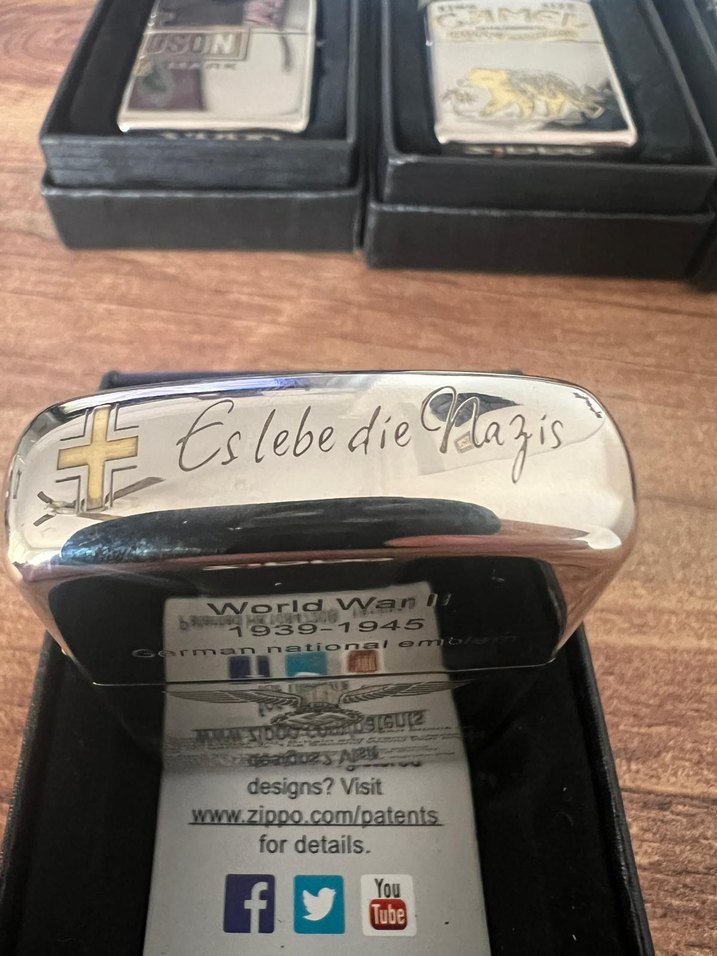 DSON
CAMEL
Es lebe die Nazis
World War II
1939-1945
German national emblem
designs? Visit
www.zippo.com/patents
for details.
You
Tube